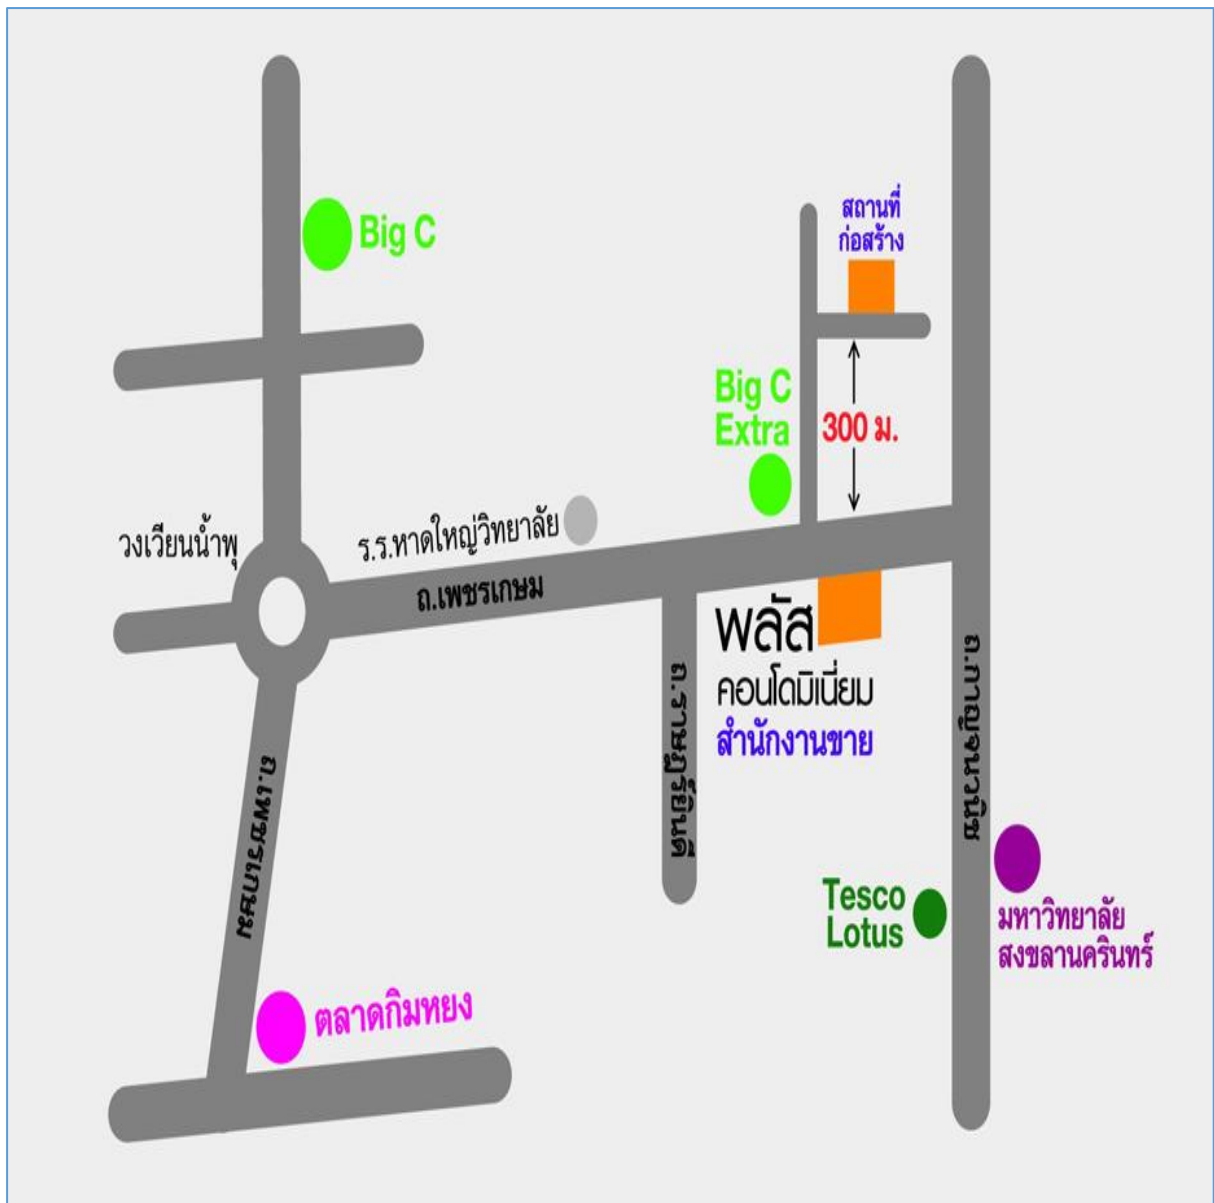 Big C
สถานที่
ก่อสร้าง
Big C
Extra
300 ม.
วงเวียนน้ำพุ
ร.ร.หาดใหญ่วิทยาลัย
ถ.เพชรเกษม
พลัส
คอนโดมิเนี่ยม
สำนักงานขาย
ถ.ราษฎร์ยินดี
ถ.กาญจนวนิช
ถ.เพชรเกษม
Tesco
Lotus
มหาวิทยาลัย
สงขลานครินทร์
ตลาดกิมหยง